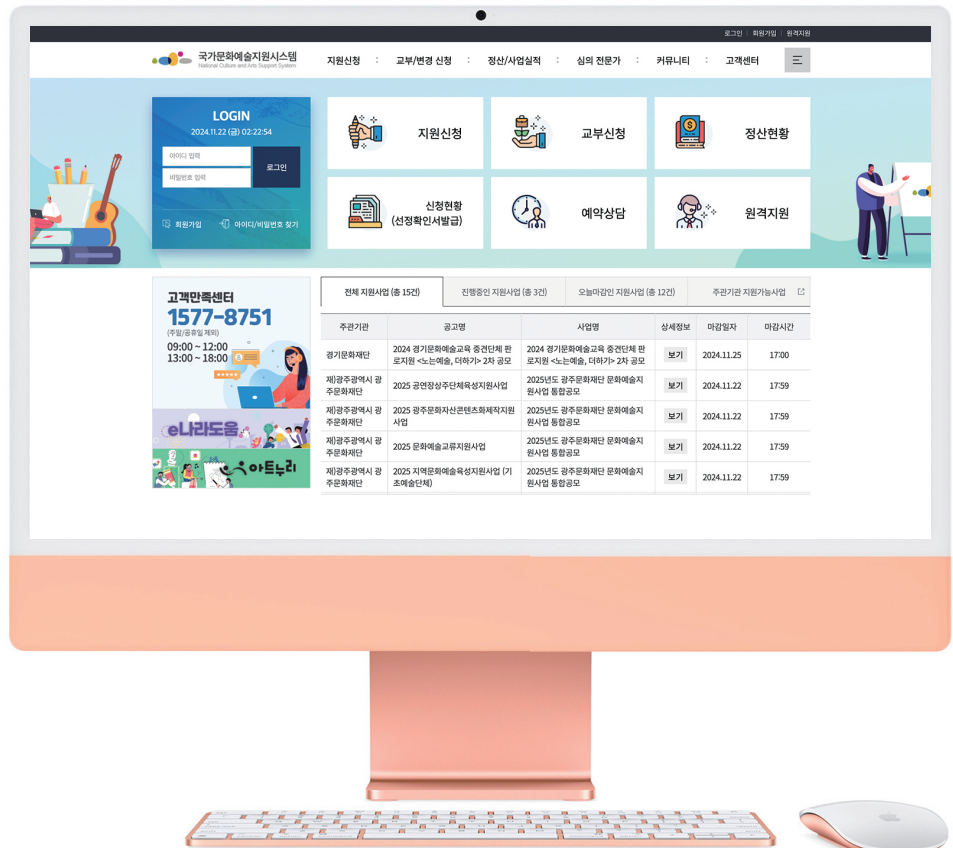 로그인 | 회원가입 | 원격지원
국가문화예술지원시스템
National Culture and Arts Support System
지원신청 : 교부/변경 신청 : 정산/사업실적 : 심의 전문가 : 커뮤니티 : 고객센터
LOGIN
2024.11.22 (금) 02:22:54
아이디 입력
비밀번호 입력
로그인
회원가입
아이디/비밀번호 찾기
지원신청
교부신청
정산현황
신청현황
(선정확인서발급)
예약상담
원격지원
고객만족센터
1577-8751
(주말/공휴일 제외)
09:00 ~ 12:00
13:00 ~ 18:00
e나라도움
아트누리
전체 지원사업 (총 15건)
진행중인 지원사업 (총 3건)
오늘마감인 지원사업 (총 12건)
주관기관 지원가능사업
주관기관 공고명 사업명 상세정보 마감일자 마감시간
경기문화재단
2024 경기문화예술교육 중견단체 판
로지원 <노는예술, 더하기> 2차 공모
2024 경기문화예술교육 중견단체 판
로지원 <노는예술, 더하기> 2차 공모
보기 2024.11.25 17:00
재)광주광역시 광
주문화재단
2025 공연장상주단체육성지원사업
2025년도 광주문화재단 문화예술지
원사업 통합공모
보기 2024.11.22 17:59
재)광주광역시 광
주문화재단
2025 광주문화자산콘텐츠화제작지원
사업
2025년도 광주문화재단 문화예술지
원사업 통합공모
보기 2024.11.22 17:59
재)광주광역시 광
주문화재단
2025 문화예술교류지원사업
2025년도 광주문화재단 문화예술지
원사업 통합공모
보기 2024.11.22 17:59
재)광주광역시 광
주문화재단
2025 지역문화예술육성지원사업 (기
초예술단체)
2025년도 광주문화재단 문화예술지
원사업 통합공모
보기 2024.11.22 17:59